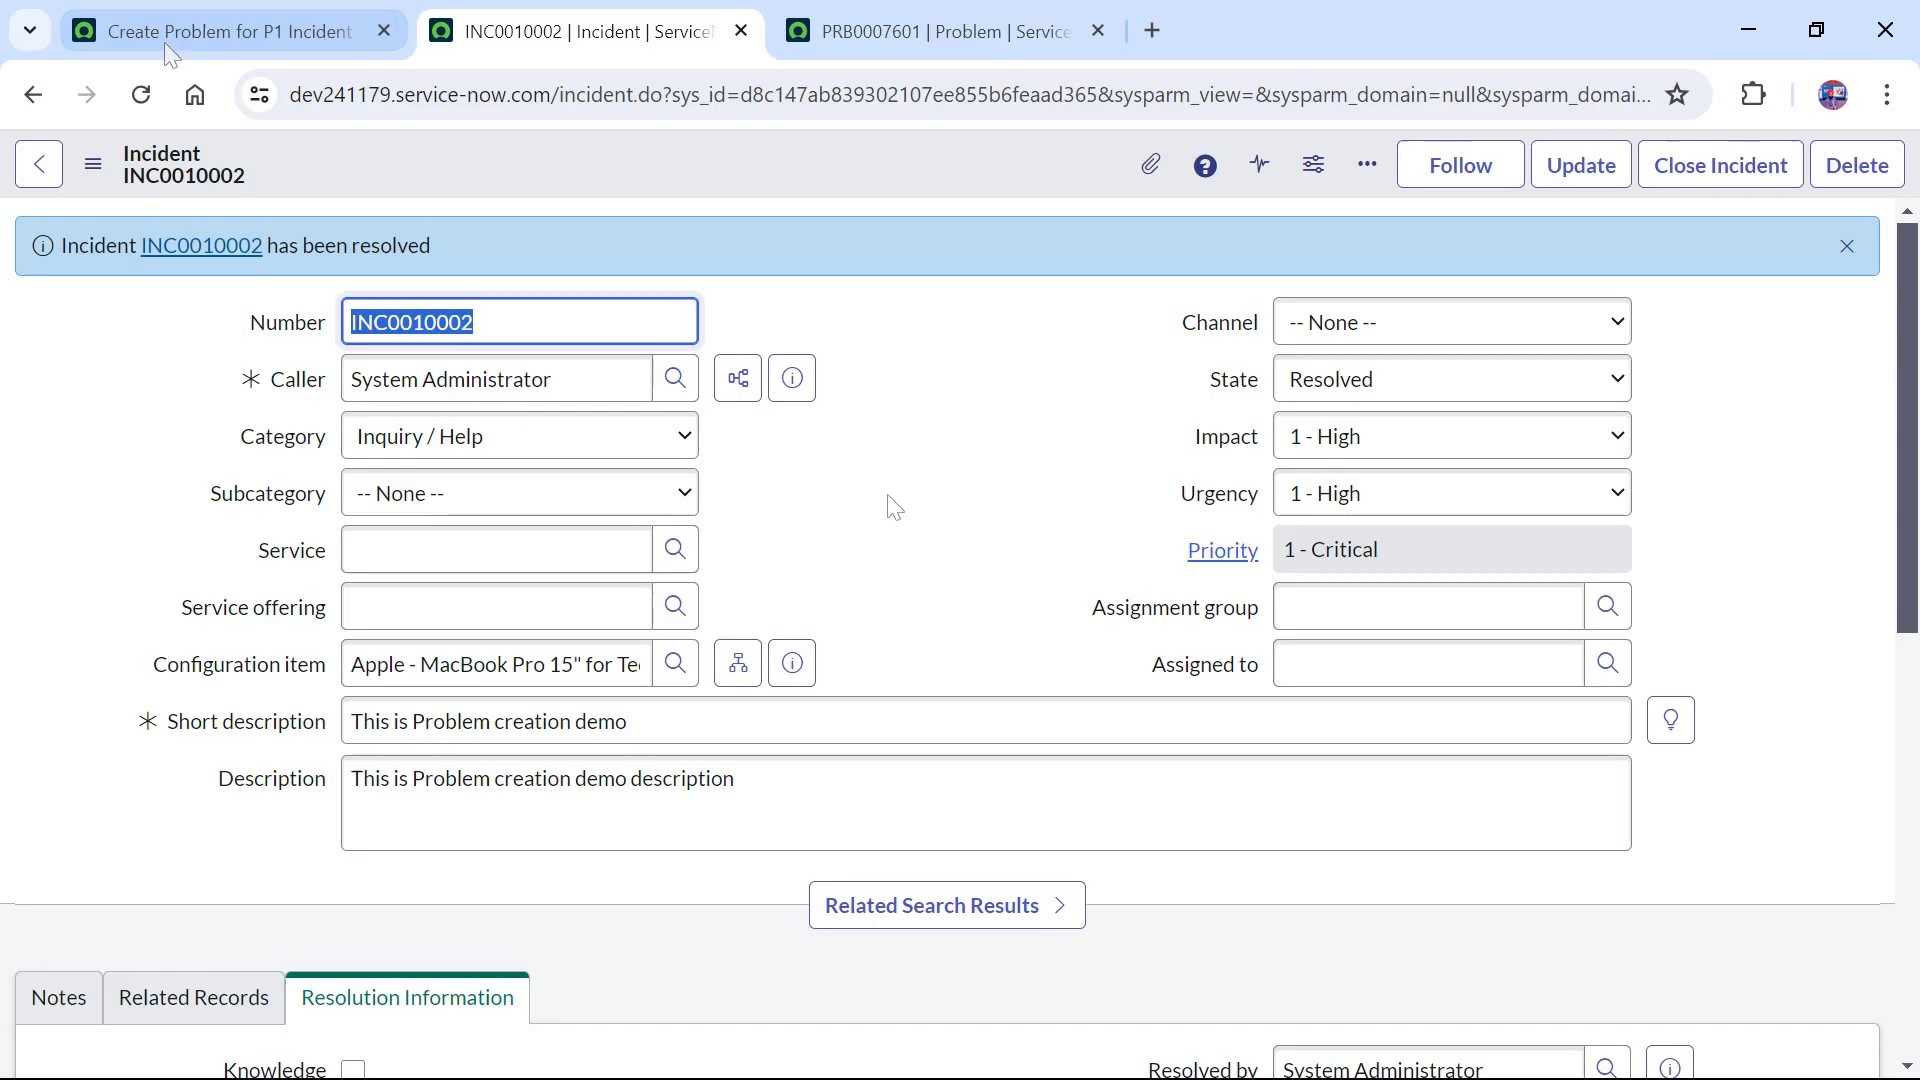 Create Problem for P1 Incident
INC0010002 | Incident | Service
PRB0007601 | Problem | Service
dev241179.service-now.com/incident.do?sys_id=d8c147ab839302107ee855b6feaad365&sysparm_view=&sysparm_domain=null&sysparm_domai...
Incident
INC0010002
Follow
Update
Close Incident
Delete
Incident INC0010002 has been resolved
Number INC0010002
Channel -- None --
Caller System Administrator
State Resolved
Category Inquiry / Help
Impact 1 - High
Subcategory -- None --
Urgency 1 - High
Service
Priority 1 - Critical
Service offering
Assignment group
Configuration item Apple - MacBook Pro 15" for Te
Assigned to
Short description This is Problem creation demo
Description This is Problem creation demo description
Related Search Results
Notes
Related Records
Resolution Information
Knowledge
Resolved by System Administrator